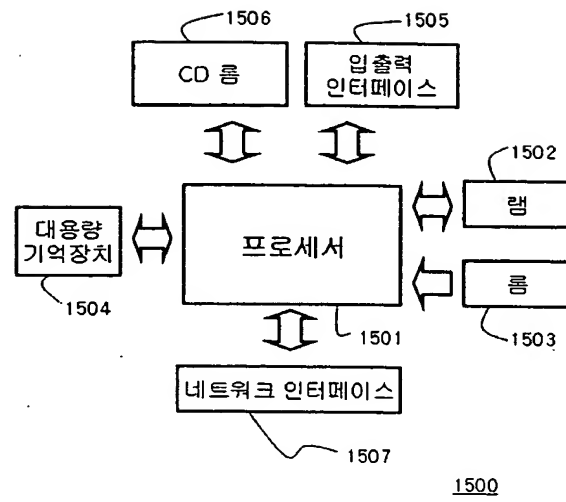 1506
1505
CD 롬
입출력
인터페이스
1502
램
대용량
기억장치
프로세서
롬
1504
1501
1503
네트워크 인터페이스
1507
1500